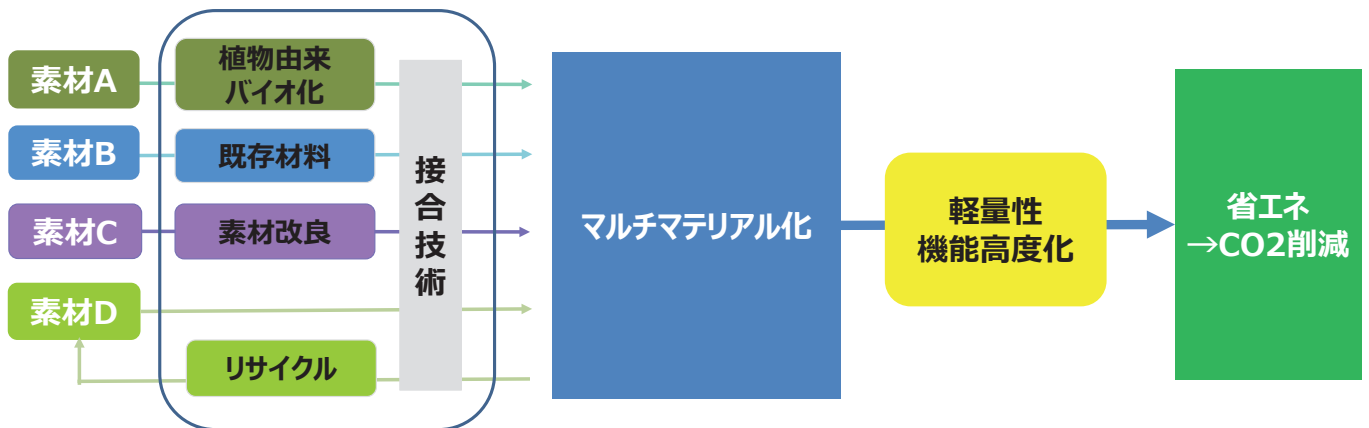 素材A
植物由来
バイオ化
素材B
既存材料
素材C
素材改良
素材D
リサイクル
接合技術
マルチマテリアル化
軽量性
機能高度化
省エネ
→CO2削減